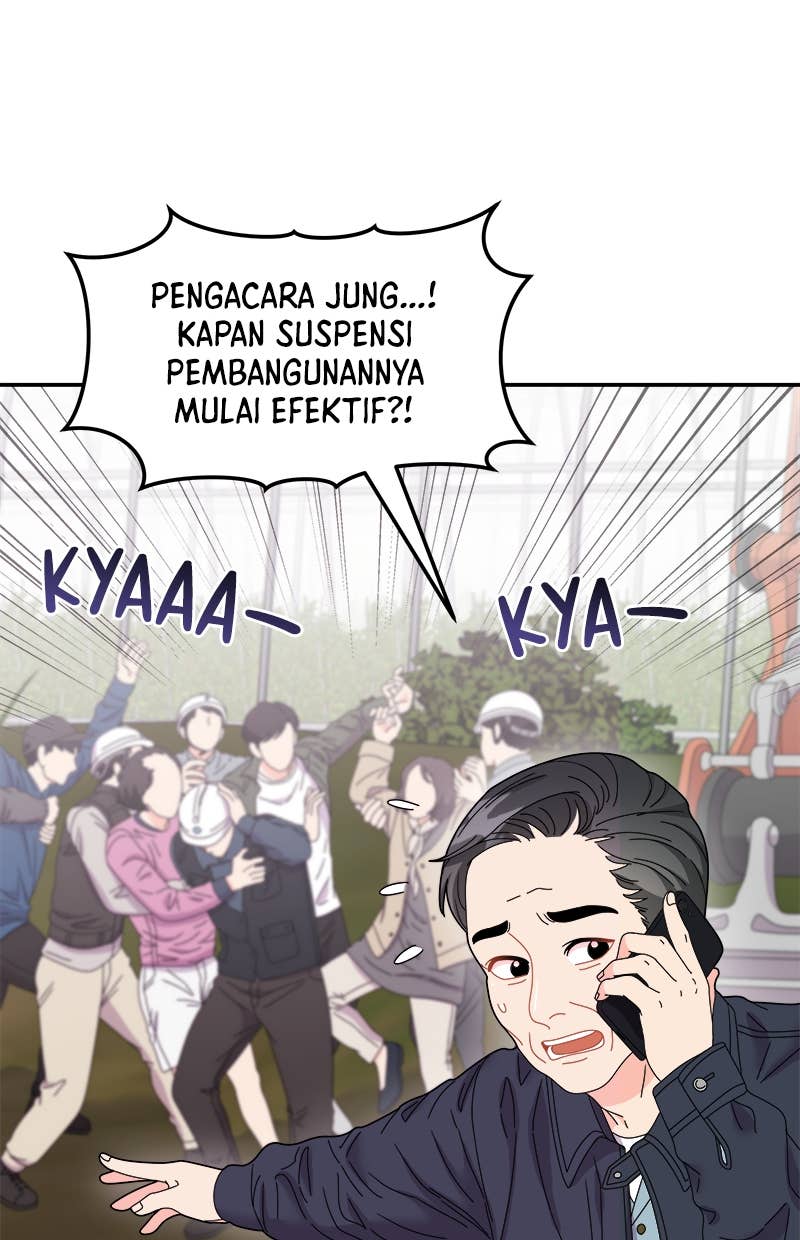 PENGACARA JUNG...!
KAPAN SUSPENSI
PEMBANGUNANNYA
MULAI EFEKTIF?!
KYAAA-
KYA-